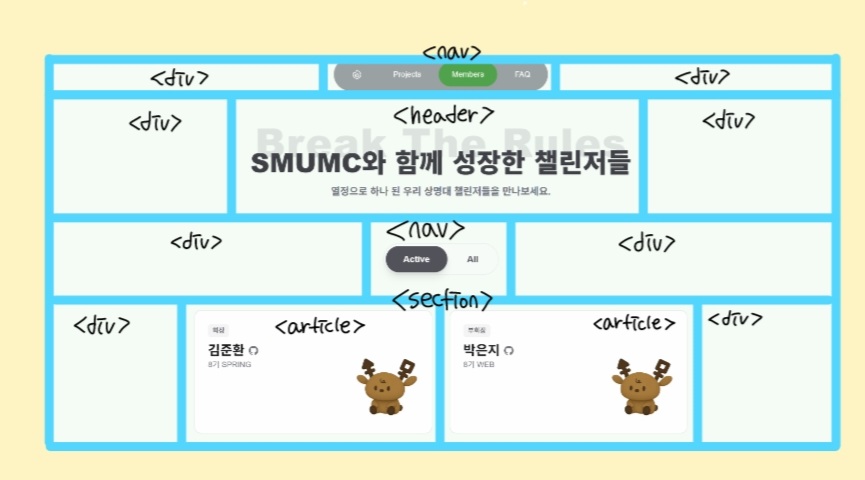 <nav>
<div>
Projects Members FAQ
<div>
<div>
<header>
<div>
Break The Rules
SMUMC와 함께 성장한 챌린저들
열정으로 하나 된 우리 상명대 챌린저들을 만나보세요.
<div>
<nav>
<div>
Active All
<section>
<div>
<article>
<article>
<div>
회장
김준환
8기 SPRING
부회장
박은지
8기 WEB